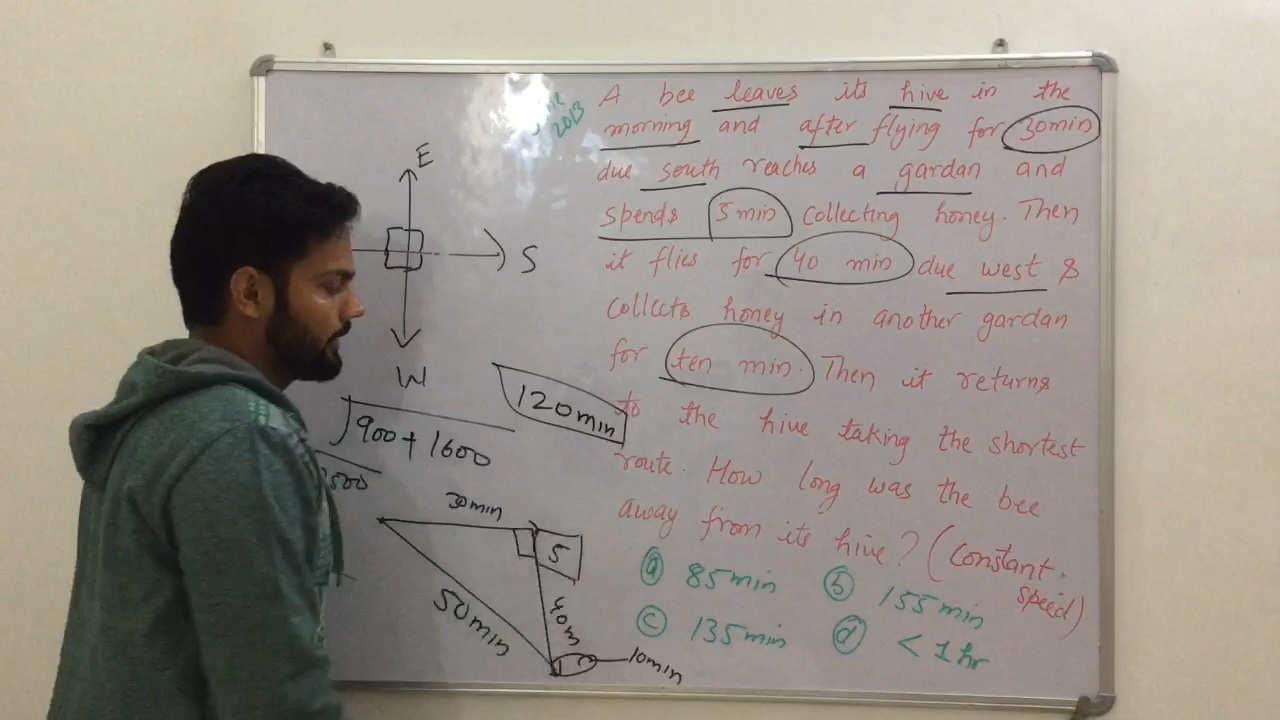 2013
A bee leaves its hive in the
morning and after flying for 30min
due south reaches a gardan and
spends 5min collecting honey. Then
it flies for 40 min due west &
collects honey in another gardan
for ten min. Then it returns
to the hive taking the shortest
route. How long was the bee
away from its hive? (Constant
speed)
a 85min b 155min
c 135min d < 1hr
E
S
W
120min
√900+1600
500
30min
5
50min
40m
10min